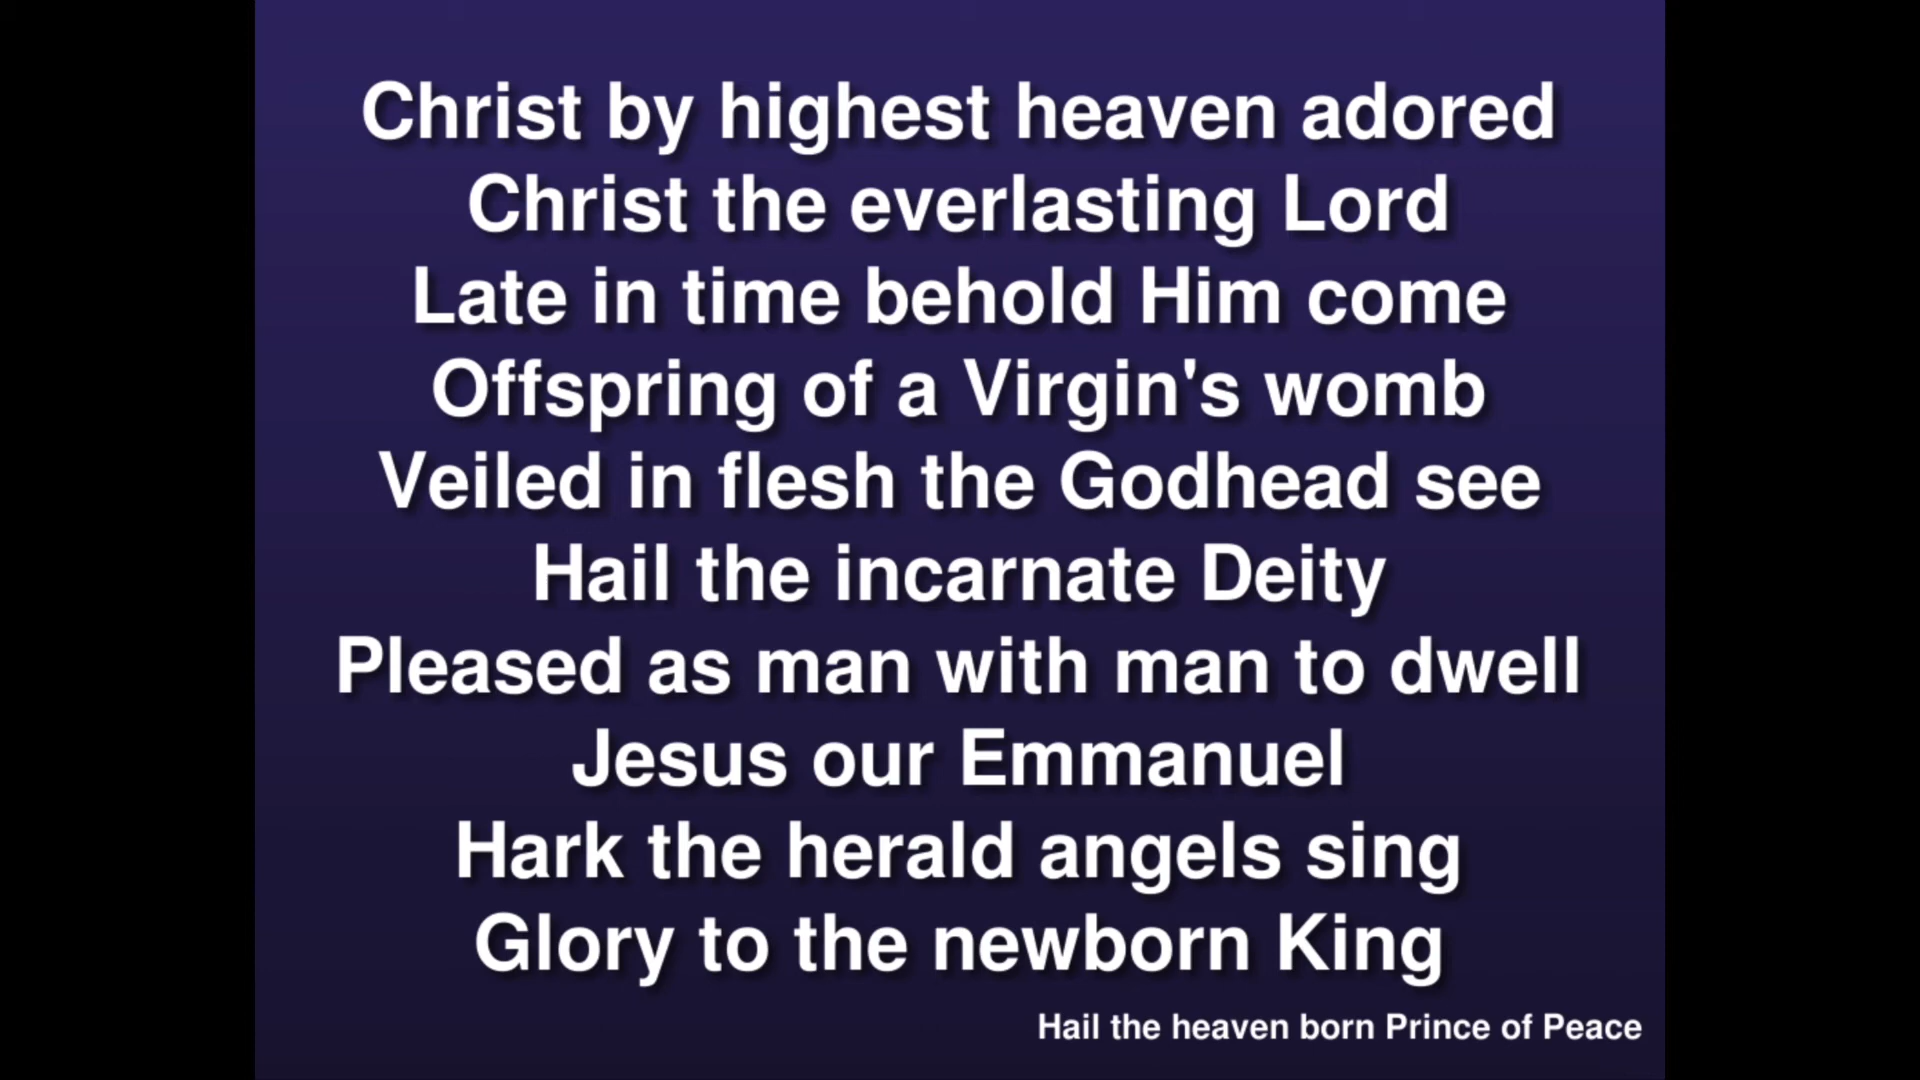 Christ by highest heaven adored
Christ the everlasting Lord
Late in time behold Him come
Offspring of a Virgin's womb
Veiled in flesh the Godhead see
Hail the incarnate Deity
Pleased as man with man to dwell
Jesus our Emmanuel
Hark the herald angels sing
Glory to the newborn King
Hail the heaven born Prince of Peace